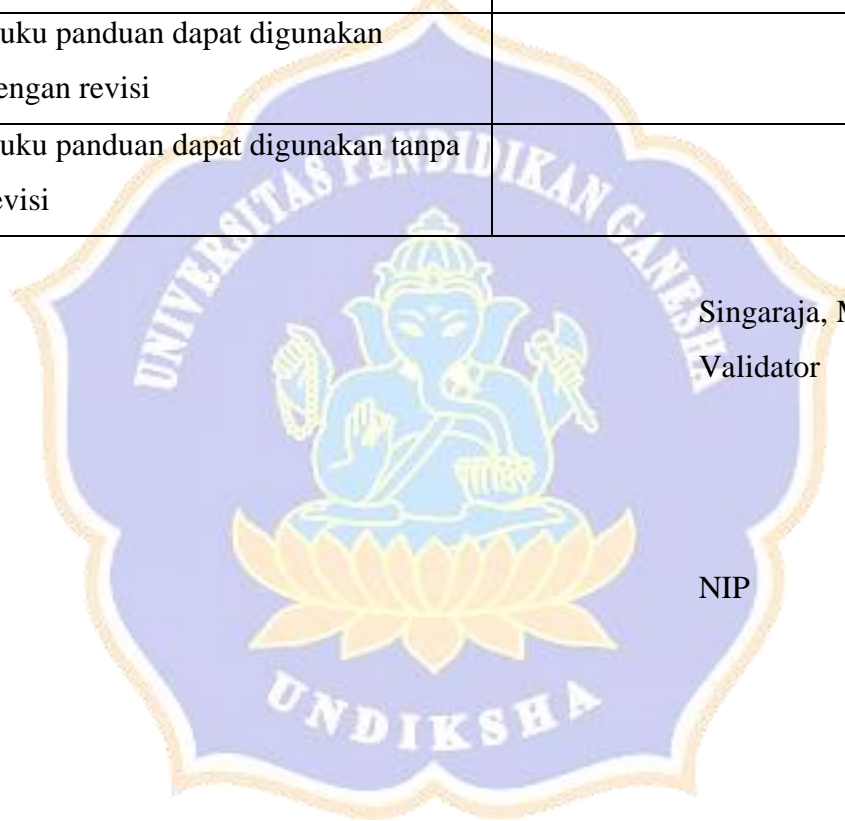 uku panduan dapat digunakan
engan revisi
uku panduan dapat digunakan tanpa
evisi
UNIVERSITAS PENDIDIKAN GANESHA
Singaraja, M
Validator
NIP
UNDIKSHA